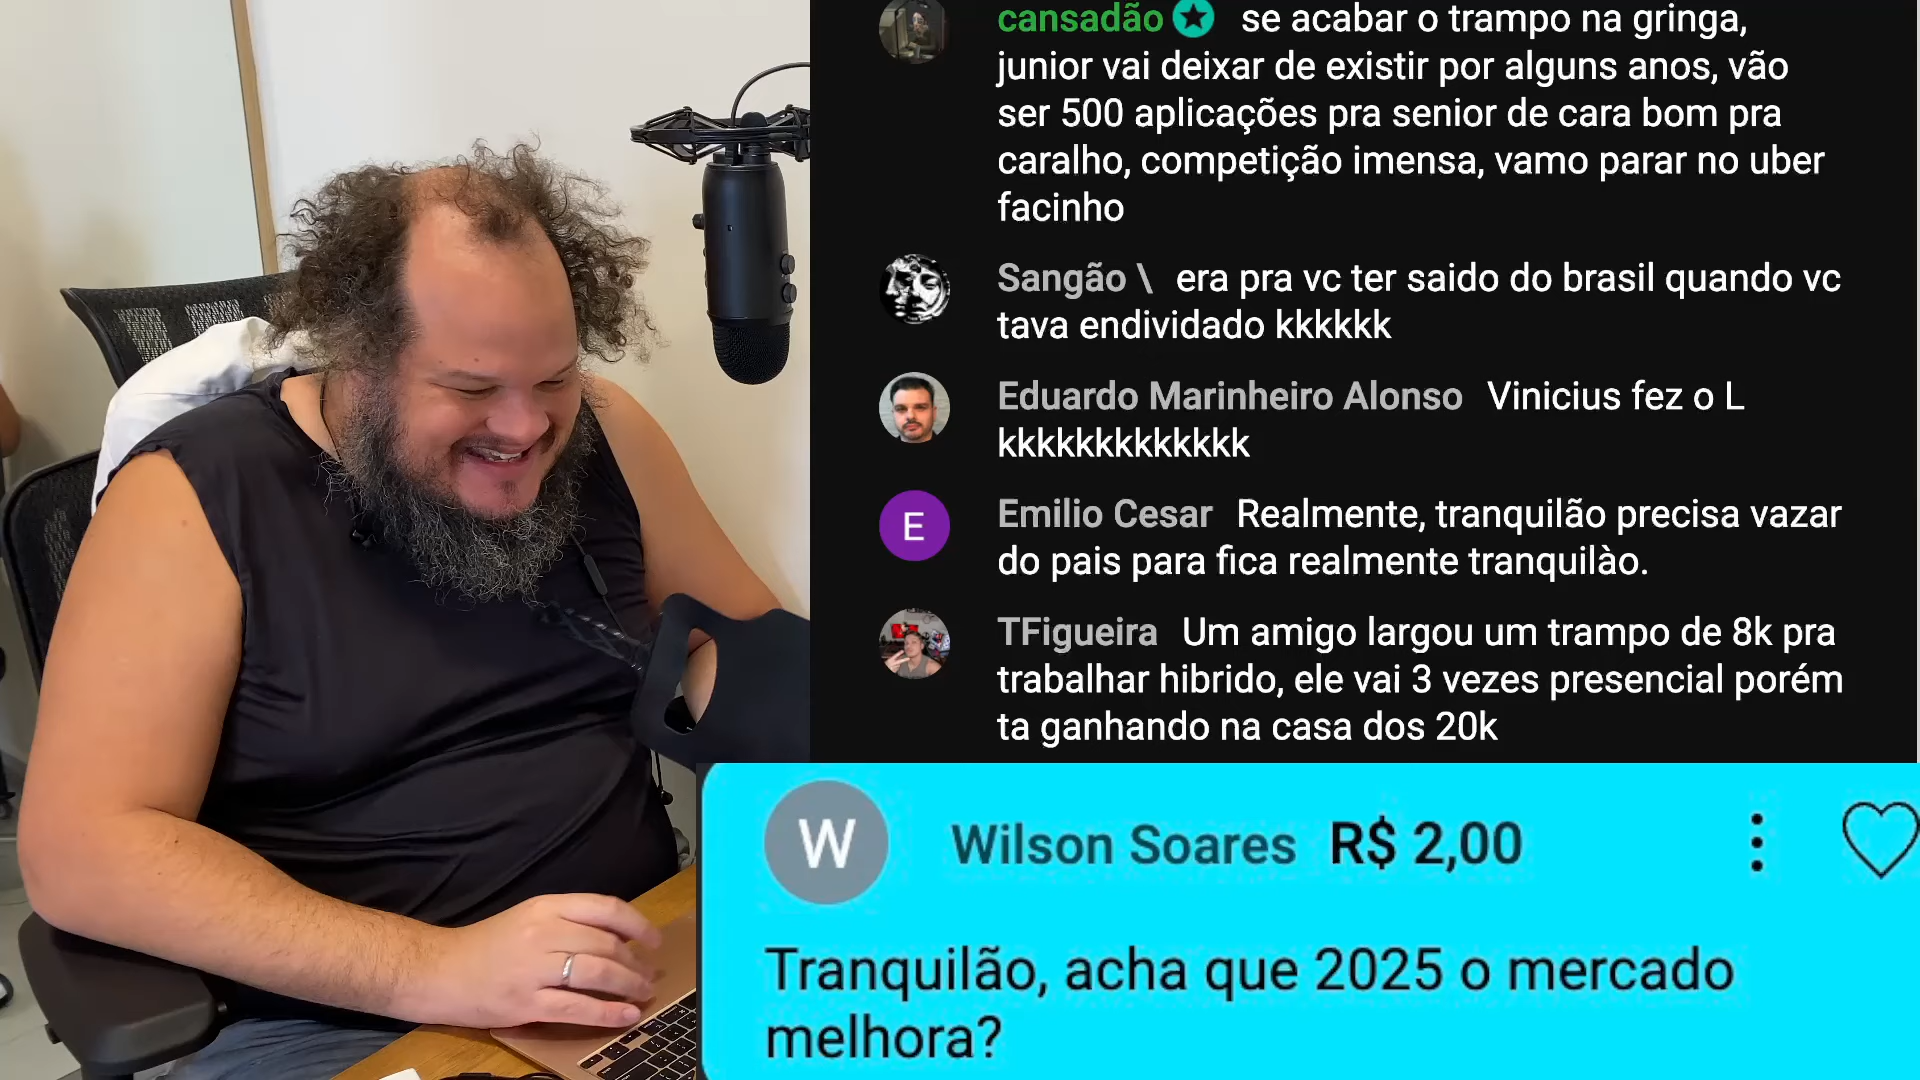 cansadão se acabar o trampo na gringa,
junior vai deixar de existir por alguns anos, vão
ser 500 aplicações pra senior de cara bom pra
caralho, competição imensa, vamo parar no uber
facinho
Sangão \ era pra vc ter saido do brasil quando vc
tava endividado kkkkkk
Eduardo Marinheiro Alonso Vinicius fez o L
kkkkkkkkkkkkk
E
Emilio Cesar Realmente, tranquilão precisa vazar
do pais para fica realmente tranquilào.
TFigueira Um amigo largou um trampo de 8k pra
trabalhar hibrido, ele vai 3 vezes presencial porém
ta ganhando na casa dos 20k
W
Wilson Soares R$ 2,00
Tranquilão, acha que 2025 o mercado
melhora?